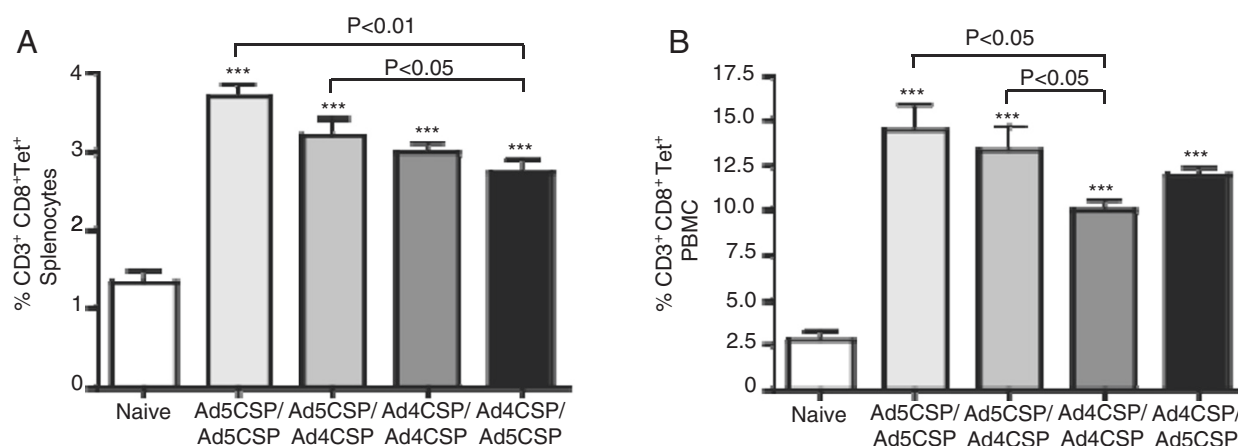 A
P<0.01
P<0.05
***
***
***
***
% CD3+ CD8+Tet+
Splenocytes
4
3
2
1
0
Naive
Ad5CSP/
Ad5CSP
Ad5CSP/
Ad4CSP
Ad4CSP/
Ad4CSP
Ad4CSP/
Ad5CSP
B
P<0.05
P<0.05
***
***
***
***
% CD3+ CD8+Tet+
PBMC
17.5
15.0
12.5
10.0
12.5
5.0
2.5
0
Naive
Ad5CSP/
Ad5CSP
Ad5CSP/
Ad4CSP
Ad4CSP/
Ad4CSP
Ad4CSP/
Ad5CSP